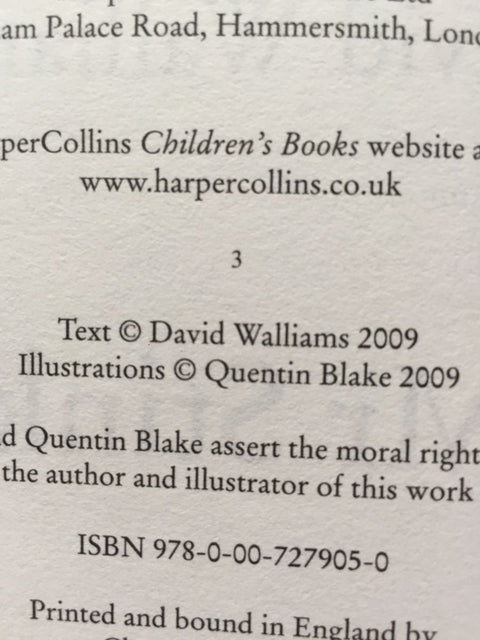 am Palace Road, Hammersmith, Lond
perCollins Children's Books website a
www.harpercollins.co.uk
3
Text © David Walliams 2009
Illustrations © Quentin Blake 2009
d Quentin Blake assert the moral right
the author and illustrator of this work
ISBN 978-0-00-727905-0
Printed and bound in England by